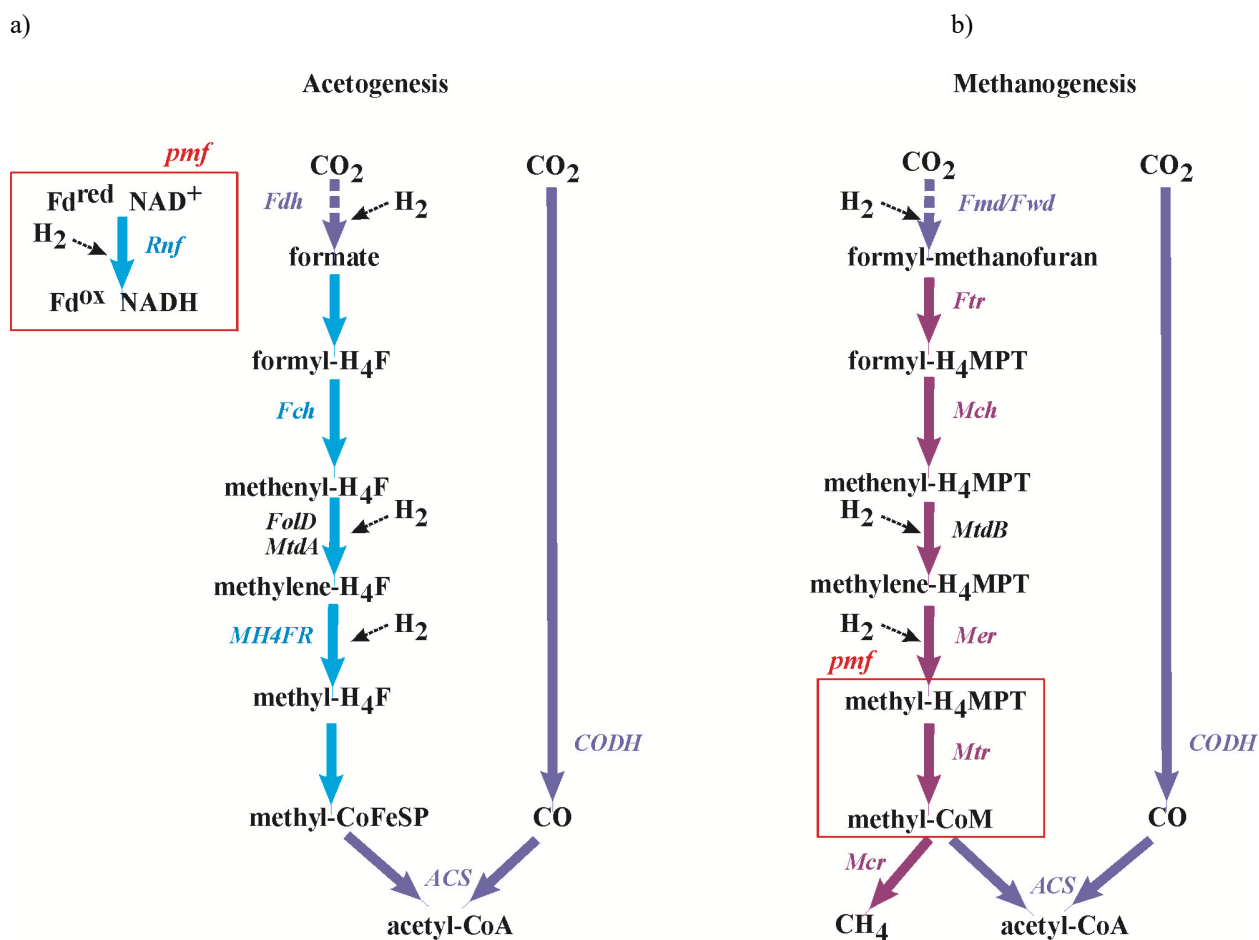 a)
b)
Acetogenesis
pmf
Fdred NAD+
H2
Rnf
Fdox NADH
CO2
CO2
Fdh
H2
formate
formyl-H4F
Fch
methenyl-H4F
FolD
H2
MtdA
methylene-H4F
MH4FR
H2
methyl-H4F
CODH
methyl-CoFeSP
CO
ACS
acetyl-CoA
Methanogenesis
CO2
CO2
H2
Fmd/Fwd
formyl-methanofuran
Ftr
formyl-H4MPT
Mch
methenyl-H4MPT
H2
MtdB
methylene-H4MPT
H2
Mer
pmf
methyl-H4MPT
Mtr
CODH
methyl-CoM
CO
Mcr
ACS
CH4
acetyl-CoA